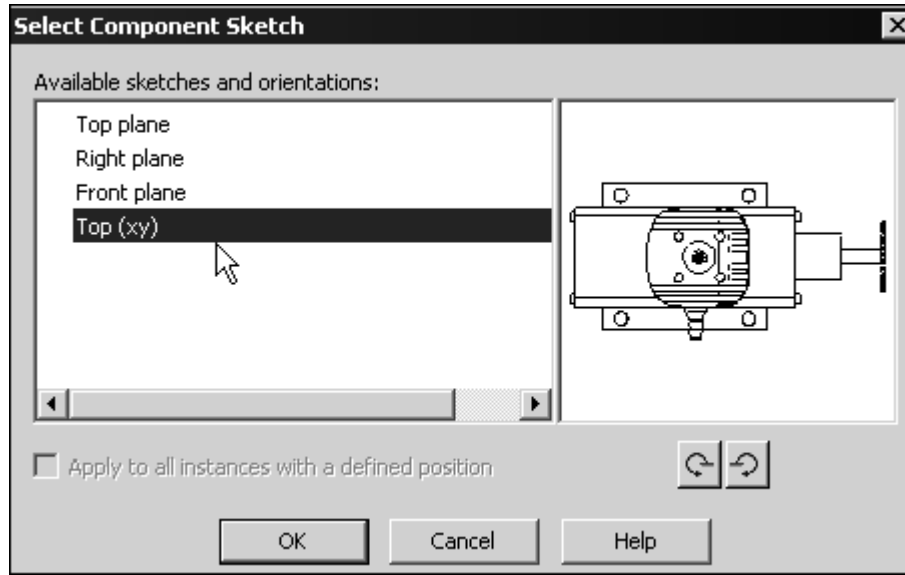 Select Component Sketch
Available sketches and orientations:
Top plane
Right plane
Front plane
Top (xy)
Apply to all instances with a defined position
OK Cancel Help